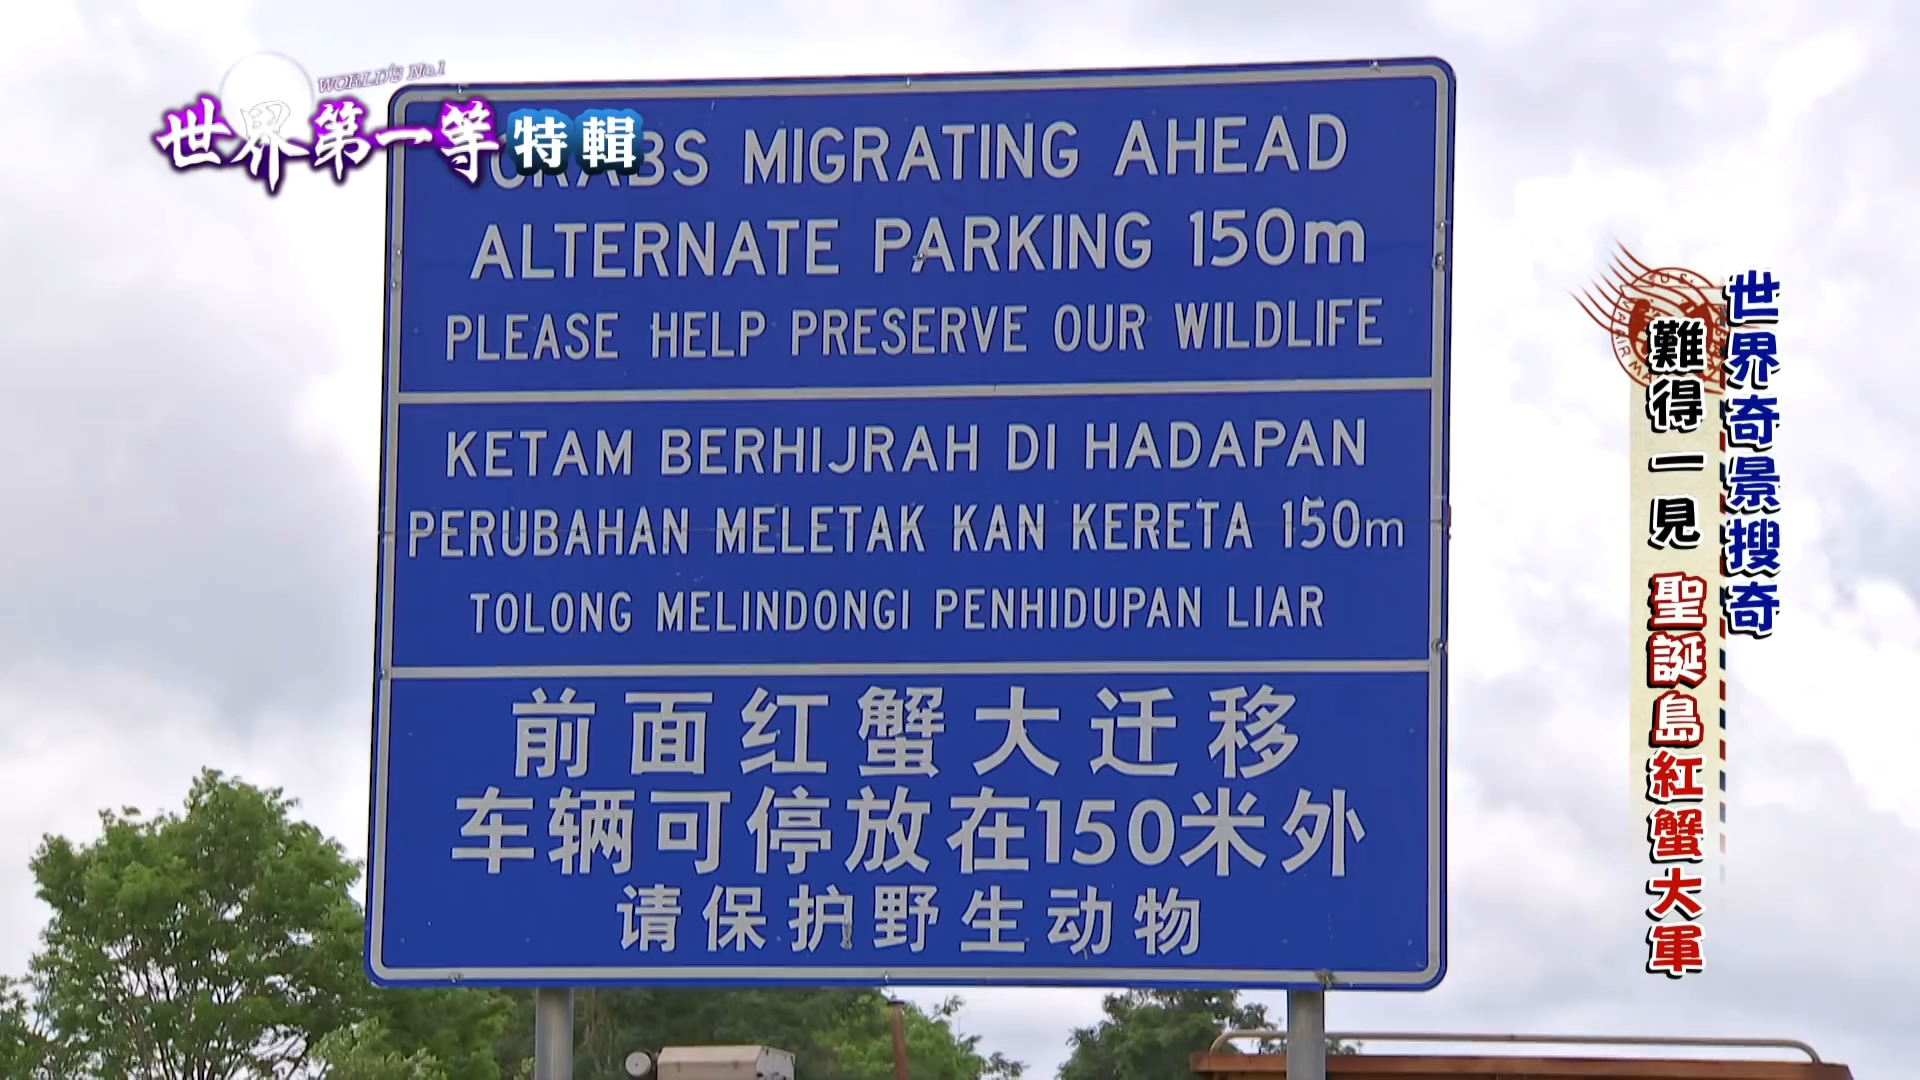 WORLD'S No.1
世界第一等特輯
CRABS MIGRATING AHEAD
ALTERNATE PARKING 150m
PLEASE HELP PRESERVE OUR WILDLIFE
KETAM BERHIJRAH DI HADAPAN
PERUBAHAN MELETAK KAN KERETA 150m
TOLONG MELINDONGI PENHIDUPAN LIAR
前面红蟹大迁移
车辆可停放在150米外
请保护野生动物
世界奇景搜奇
難得一見 聖誕島紅蟹大軍